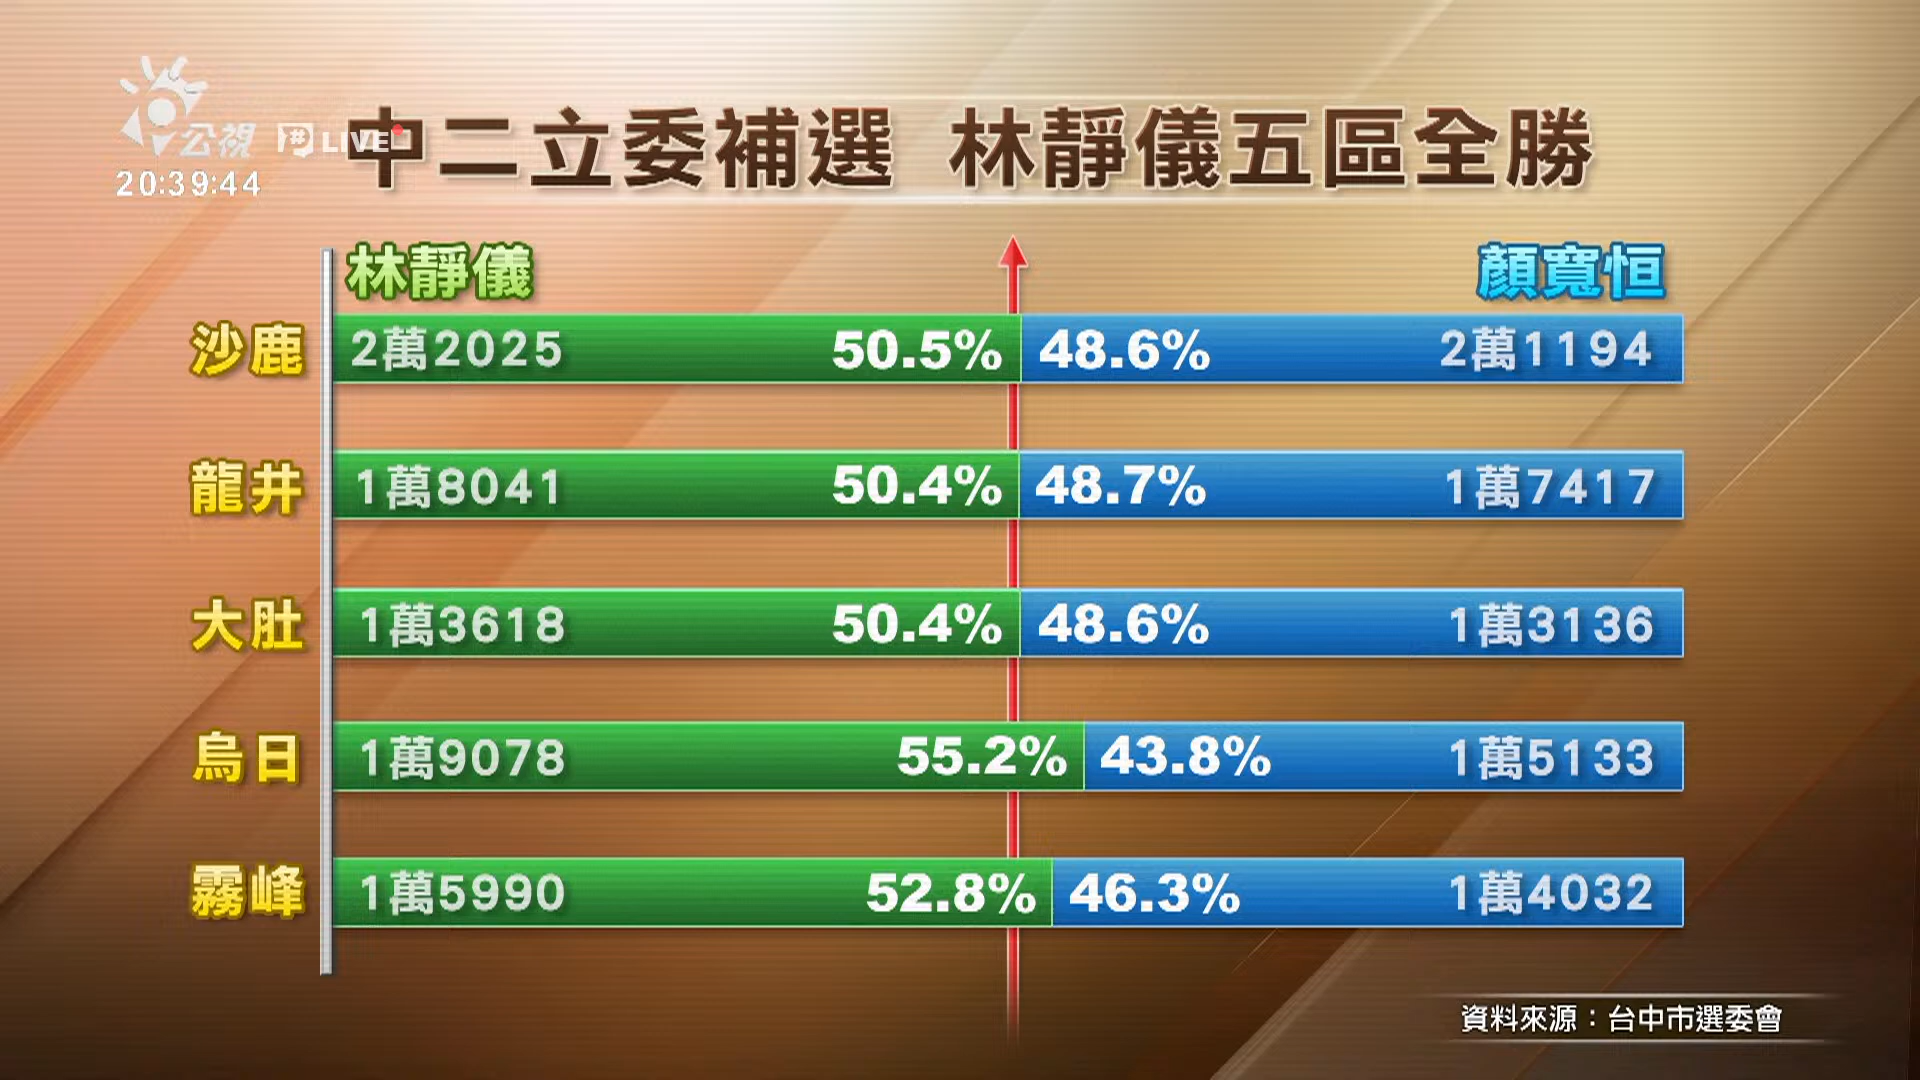 公視 LIVE
20:39:44
中二立委補選 林靜儀五區全勝
林靜儀 顏寬恒
沙鹿 2萬2025 50.5% 48.6% 2萬1194
龍井 1萬8041 50.4% 48.7% 1萬7417
大肚 1萬3618 50.4% 48.6% 1萬3136
烏日 1萬9078 55.2% 43.8% 1萬5133
霧峰 1萬5990 52.8% 46.3% 1萬4032
資料來源：台中市選委會